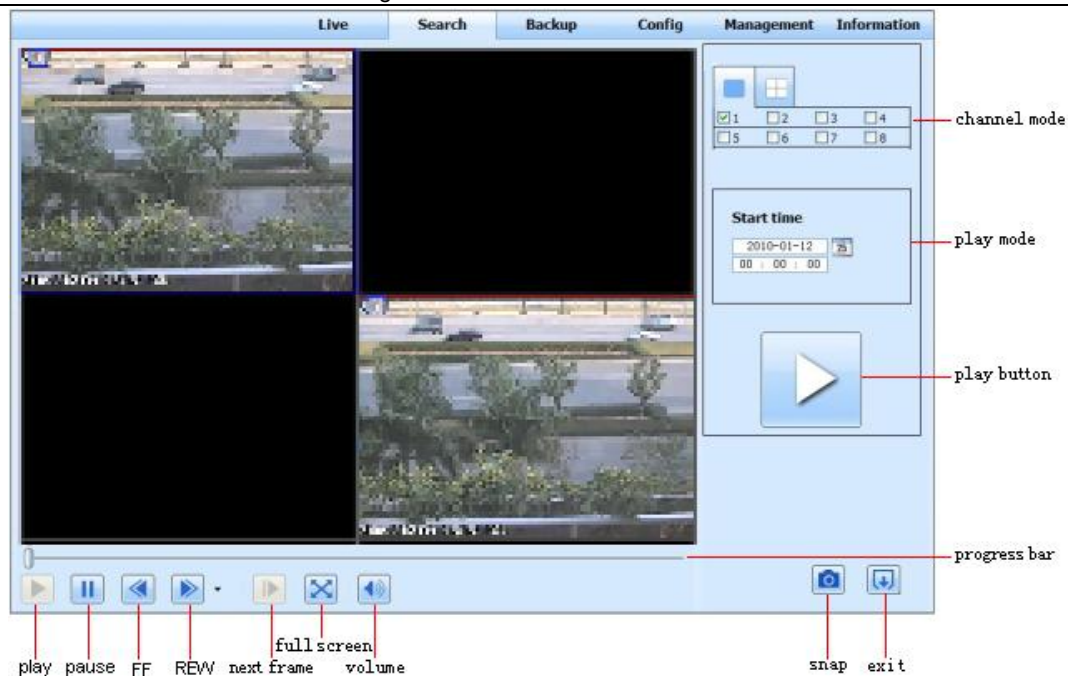 Live Search Backup Config Management Information
1 2 3 4
5 6 7 8
channel mode
Start time
2010-01-12
00 : 00 : 00
play mode
play button
progress bar
full screen
play pause FF REW next frame volume snap exit